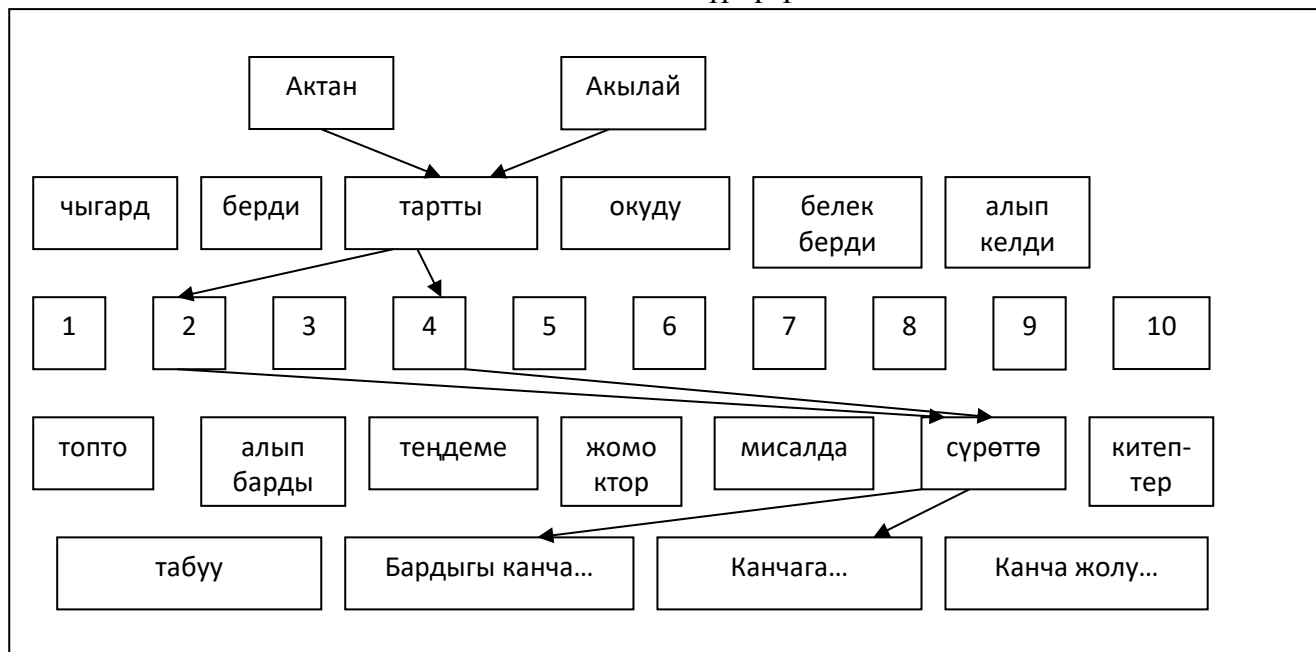 Актан Акылай
чыгард берди тартты окуду белек
берди алып
келди
1 2 3 4 5 6 7 8 9 10
топто алып
барды теңдеме жомо
ктор мисалда сүрөттө китеп-
тер
табуу Бардыгы канча... Канчага... Канча жолу...